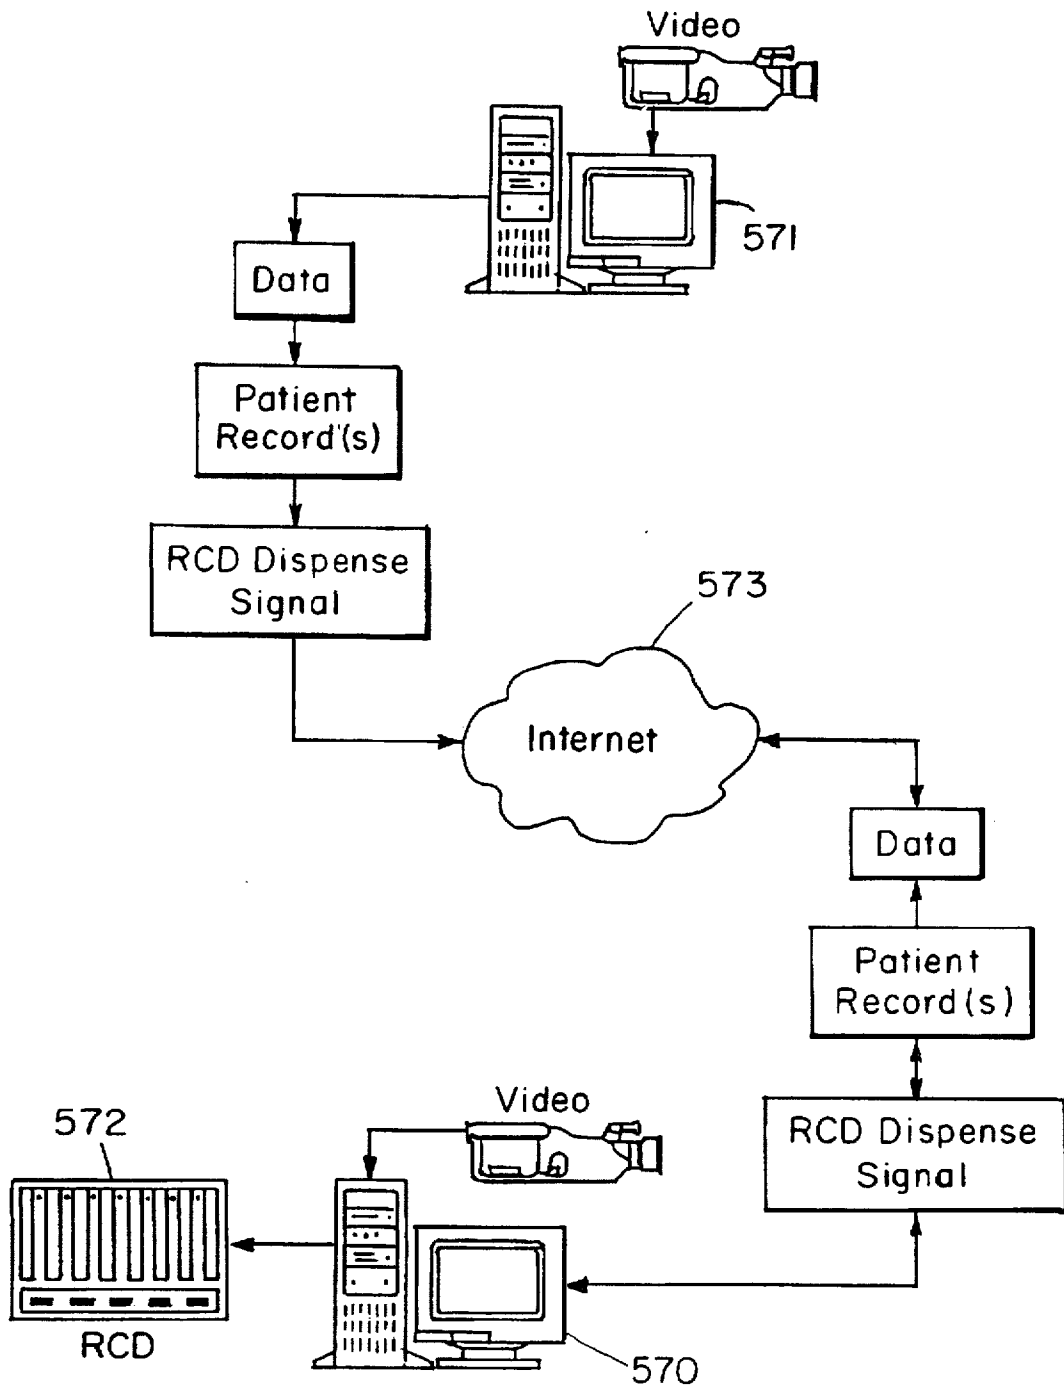 Video
571
Data
Patient
Record'(s)
RCD Dispense
Signal
573
Internet
Data
Patient
Record(s)
RCD Dispense
Signal
Video
572
RCD
570